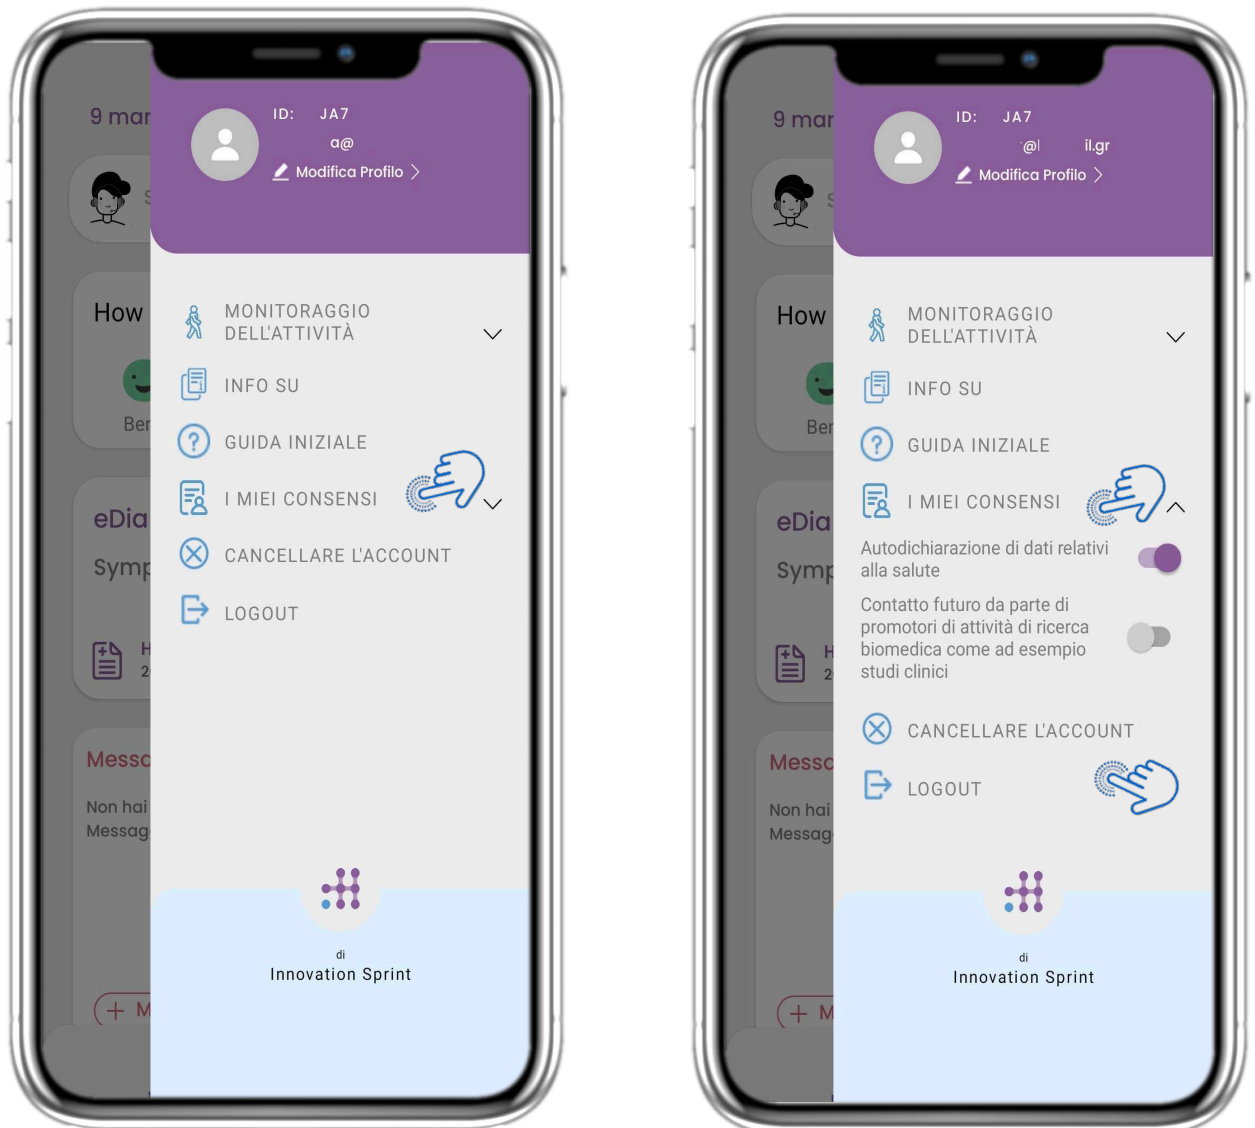 9 mar
ID: JA7
a@
Modifica Profilo
How
Ber
eDia
Symp
H
2
Messa
Non hai
Messag
+ M
MONITORAGGIO
DELL'ATTIVITÀ
INFO SU
GUIDA INIZIALE
I MIEI CONSENSI
CANCELLARE L'ACCOUNT
LOGOUT
di
Innovation Sprint
9 mar
ID: JA7
@ il.gr
Modifica Profilo
How
Ber
eDia
Symp
H
2
Messa
Non hai
Messag
+ M
MONITORAGGIO
DELL'ATTIVITÀ
INFO SU
GUIDA INIZIALE
I MIEI CONSENSI
Autodichiarazione di dati relativi
alla salute
Contatto futuro da parte di
promotori di attività di ricerca
biomedica come ad esempio
studi clinici
CANCELLARE L'ACCOUNT
LOGOUT
di
Innovation Sprint